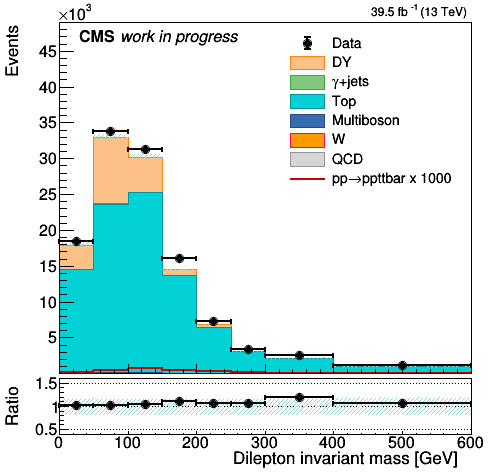 ×10³
39.5 fb⁻¹ (13 TeV)
Events
CMS work in progress
Data
DY
γ+jets
Top
Multiboson
W
QCD
pp→ppttbar x 1000
45
40
35
30
25
20
15
10
5
Ratio
1.5
1
0.5
0 100 200 300 400 500 600
Dilepton invariant mass [GeV]